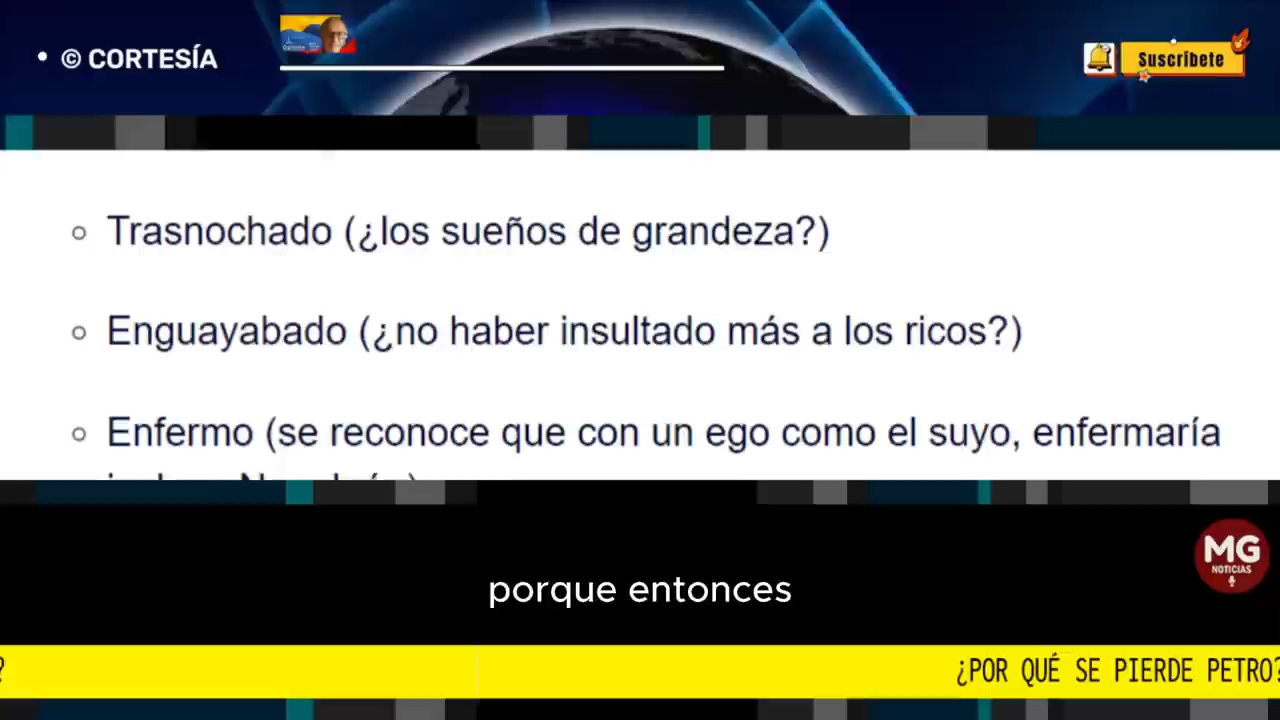 • © CORTESÍA
Suscríbete
Trasnochado (¿los sueños de grandeza?)
Enguayabado (¿no haber insultado más a los ricos?)
Enfermo (se reconoce que con un ego como el suyo, enfermaría
MG
NOTICIAS
porque entonces
?
¿POR QUÉ SE PIERDE PETRO?